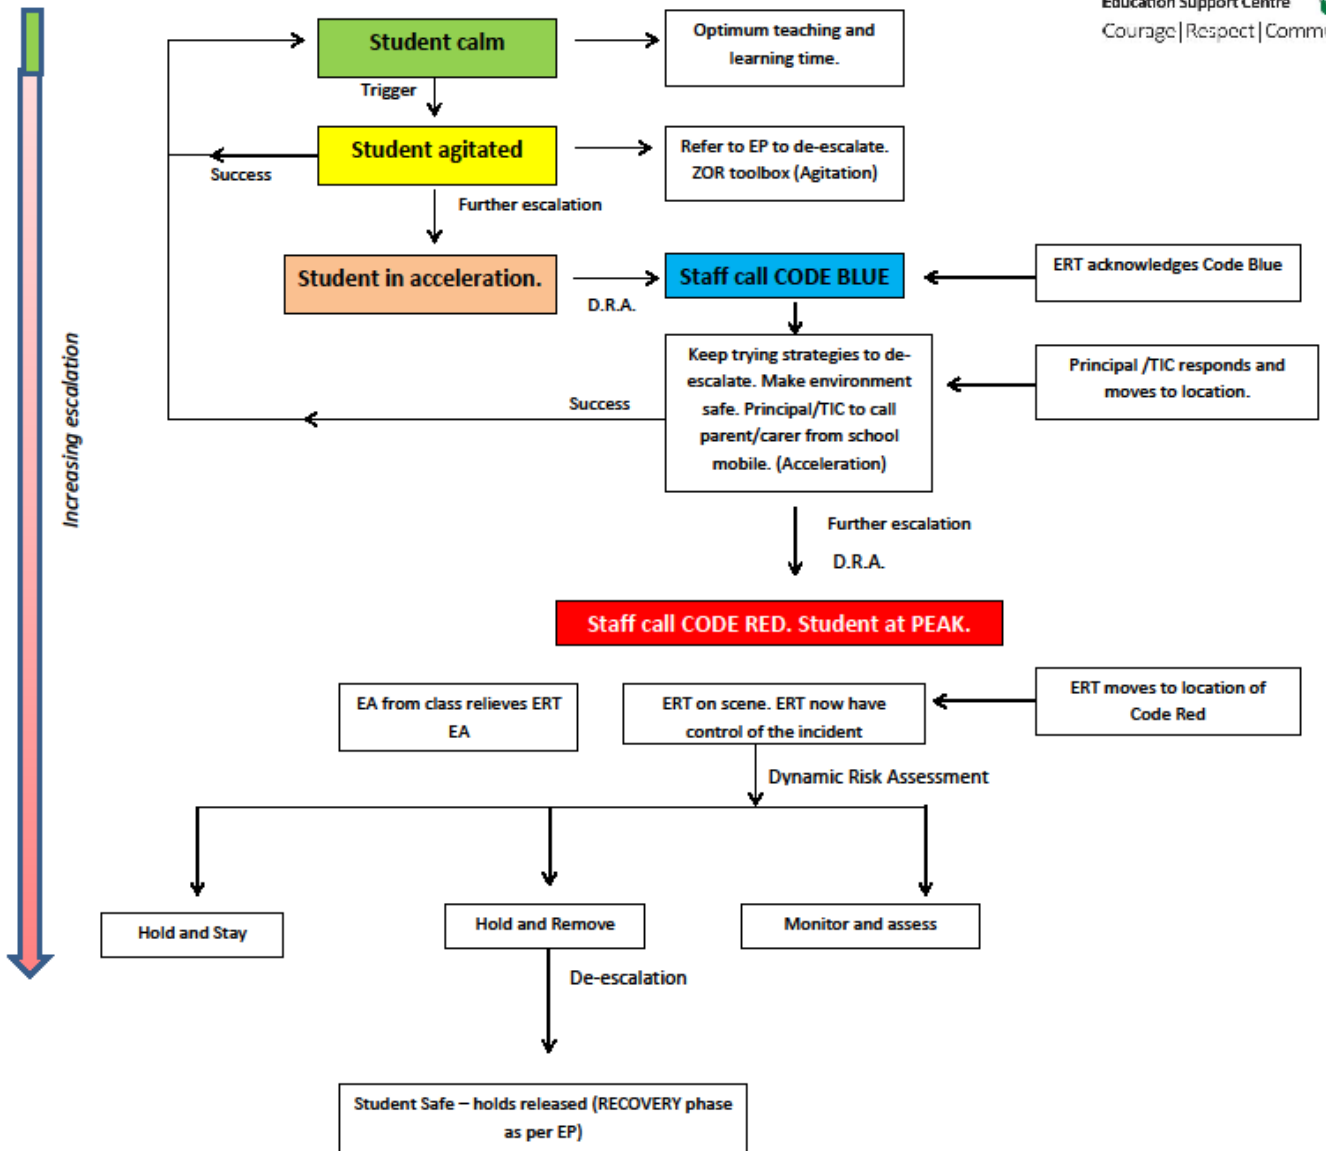 Education Support Centre
Courage|Respect|Commu
Student calm
Optimum teaching and
learning time.
Trigger
Student agitated
Refer to EP to de-escalate.
ZOR toolbox (Agitation)
Success
Further escalation
Student in acceleration.
D.R.A.
Staff call CODE BLUE
ERT acknowledges Code Blue
Keep trying strategies to de-
escalate. Make environment
safe. Principal/TIC to call
parent/carer from school
mobile. (Acceleration)
Principal /TIC responds and
moves to location.
Success
Increasing escalation
Further escalation
D.R.A.
Staff call CODE RED. Student at PEAK.
EA from class relieves ERT
EA
ERT on scene. ERT now have
control of the incident
ERT moves to location of
Code Red
Dynamic Risk Assessment
Hold and Stay
Hold and Remove
Monitor and assess
De-escalation
Student Safe – holds released (RECOVERY phase
as per EP)